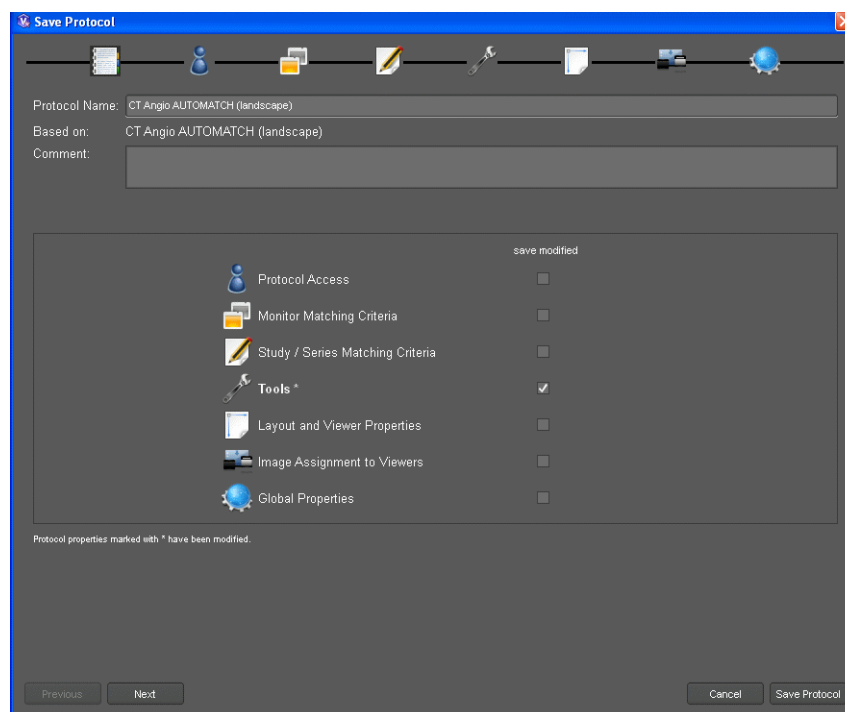 Save Protocol
Protocol Name: CT Angio AUTOMATCH (landscape)
Based on: CT Angio AUTOMATCH (landscape)
Comment:
save modified
Protocol Access
Monitor Matching Criteria
Study / Series Matching Criteria
Tools *
Layout and Viewer Properties
Image Assignment to Viewers
Global Properties
Protocol properties marked with * have been modified.
Previous Next Cancel Save Protocol